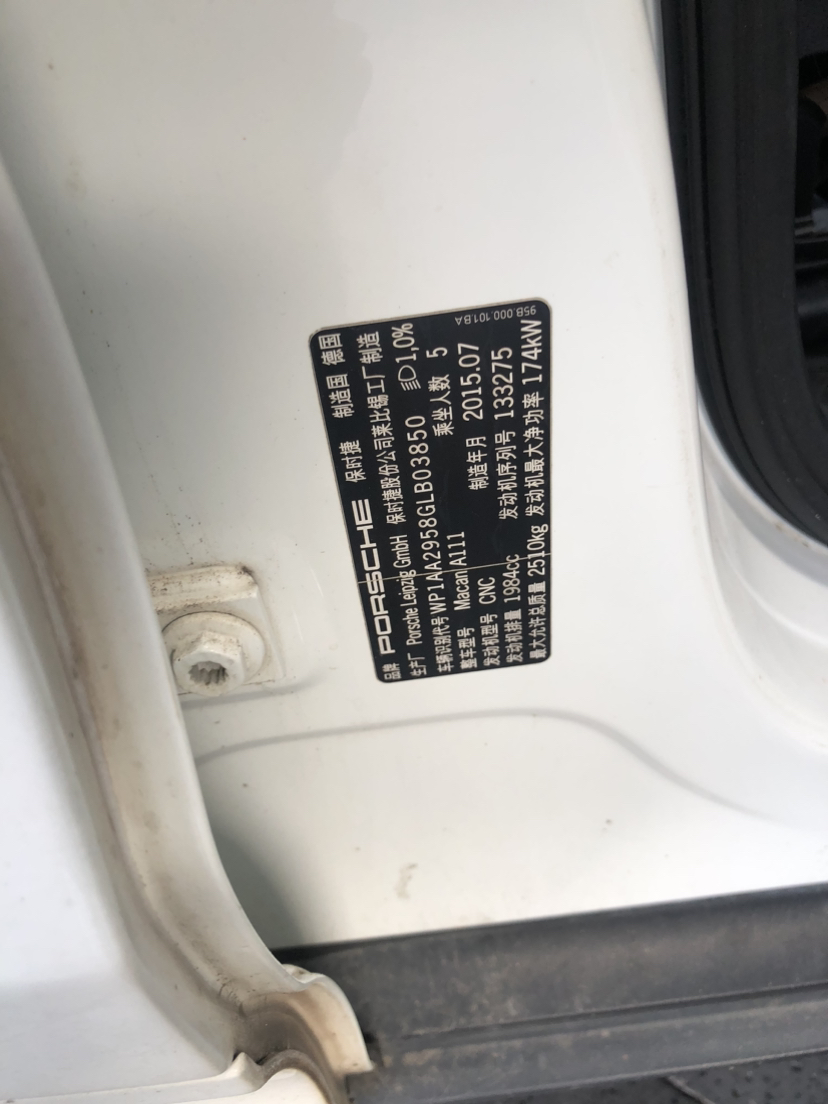 品牌 PORSCHE 保时捷 制造国 德国
生产厂 Porsche Leipzig GmbH 保时捷股份公司莱比锡工厂制造
车辆识别代号 WP1AA2958GLB03850 1,0%
整车型号 Macan A111 乘坐人数 5
发动机型号 CNC 制造年月 2015.07
发动机排量 1984cc 发动机序列号 133275
最大允许总质量 2510kg 发动机最大净功率 174kW
95B.000.101.BA